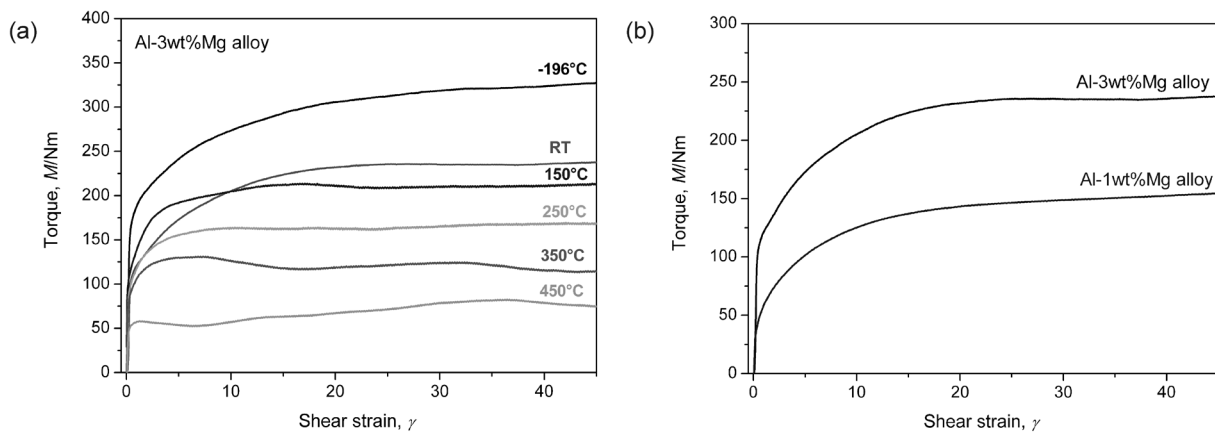 (a)
Al-3wt%Mg alloy
-196°C
RT
150°C
250°C
350°C
450°C
Torque, M/Nm
400
350
300
250
200
150
100
50
0
0 10 20 30 40
Shear strain, γ
(b)
Al-3wt%Mg alloy
Al-1wt%Mg alloy
Torque, M/Nm
300
250
200
150
100
50
0
0 10 20 30 40
Shear strain, γ